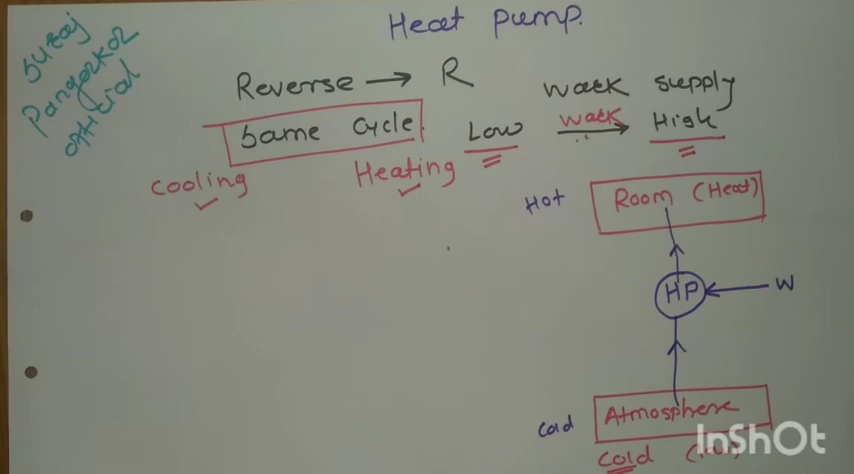 Heat pump.
Suraj
Pangarkar
official
Reverse → R
Work supply
Same Cycle.
Low
Work
High
Cooling
Heating
Hot
Room (Heat)
HP
W
Cold
Atmosphere
Cold
InShOt